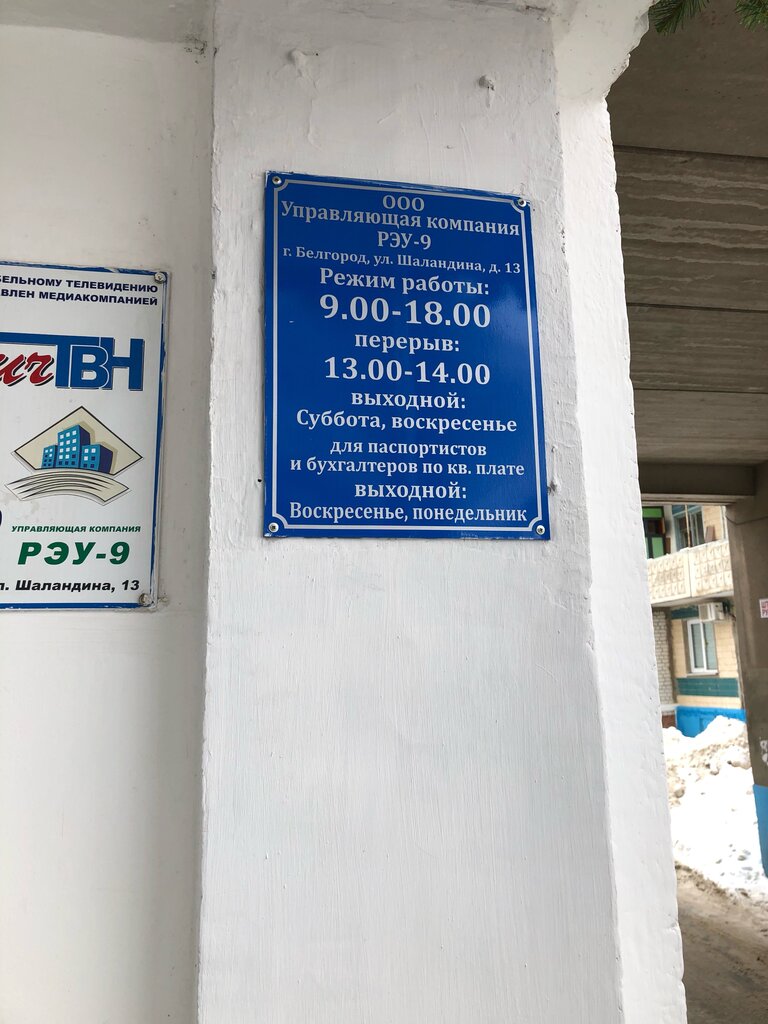 ООО
Управляющая компания
РЭУ-9
г. Белгород, ул. Шаландина, д. 13
Режим работы:
9.00-18.00
перерыв:
13.00-14.00
выходной:
Суббота, воскресенье
для паспортистов
и бухгалтеров по кв. плате
выходной:
Воскресенье, понедельник
ТЕЛЕВИДЕНИЮ
МЕДИАКОМПАНИЕЙ
ТВН
УПРАВЛЯЮЩАЯ КОМПАНИЯ
РЭУ-9
Шаландина, 13